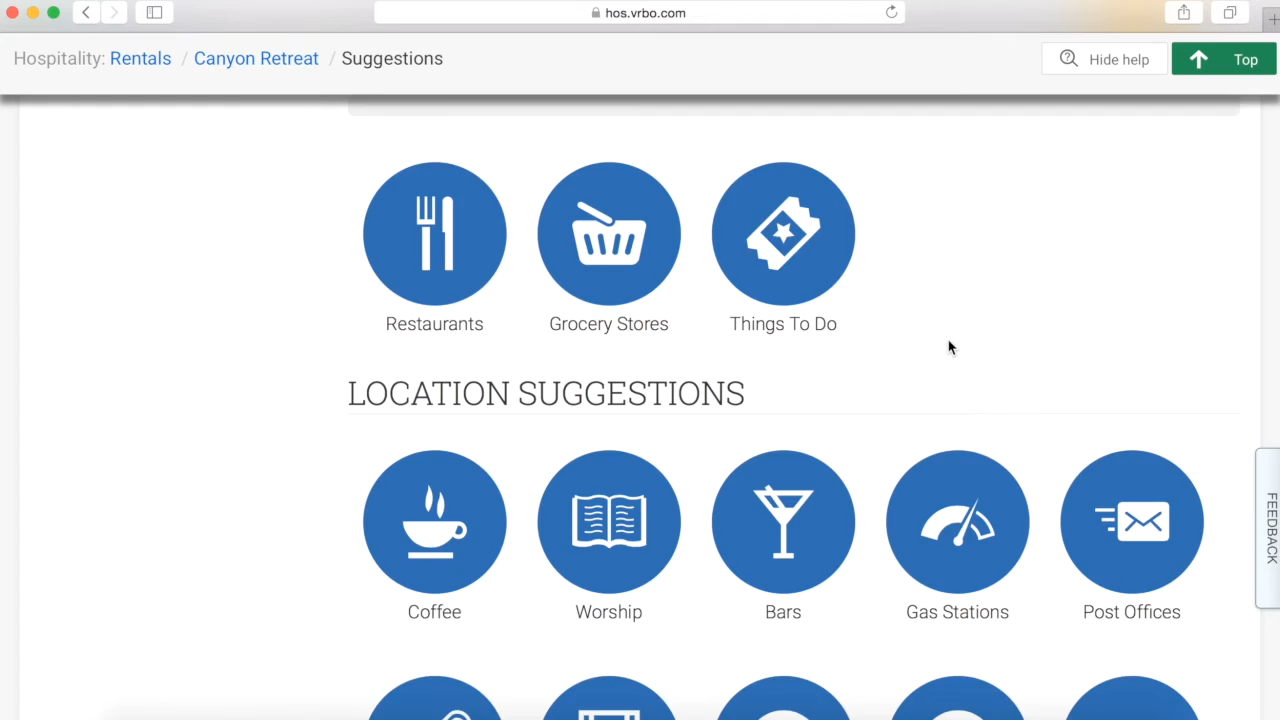 hos.vrbo.com
Hospitality: Rentals / Canyon Retreat / Suggestions
Hide help
Top
Restaurants
Grocery Stores
Things To Do
LOCATION SUGGESTIONS
Coffee
Worship
Bars
Gas Stations
Post Offices
FEEDBACK